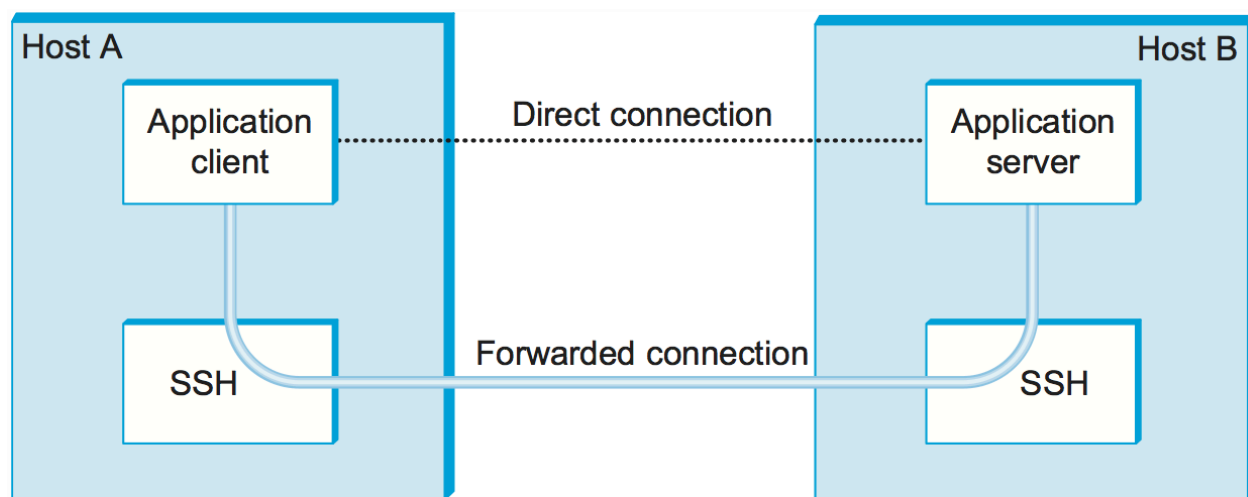 Host A
Host B
Application
client
Direct connection
Application
server
SSH
Forwarded connection
SSH